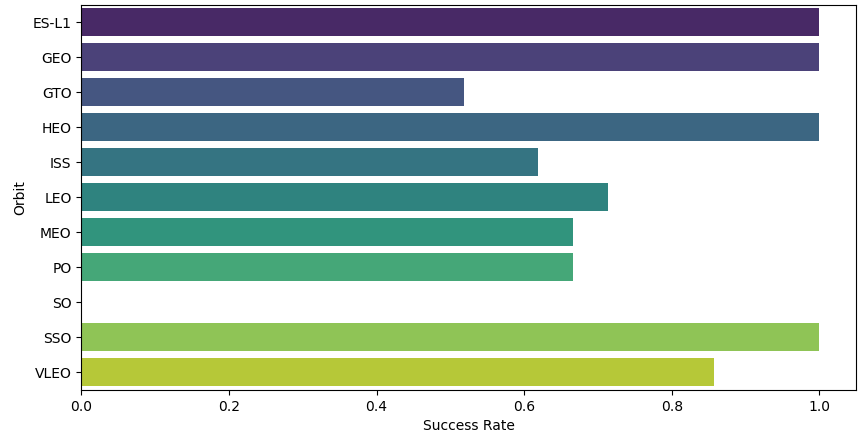 ES-L1
GEO
GTO
HEO
ISS
LEO
MEO
PO
SO
SSO
VLEO
Orbit
0.0 0.2 0.4 0.6 0.8 1.0
Success Rate